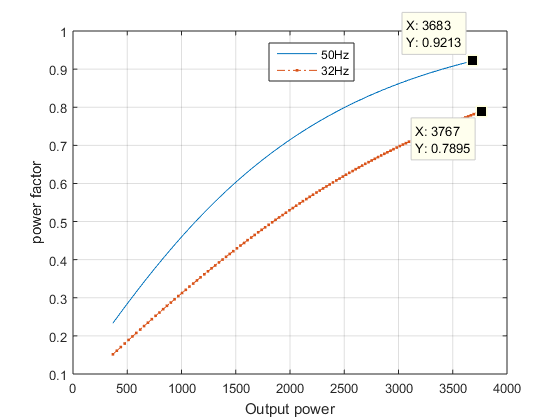 X: 3683
Y: 0.9213
50Hz
32Hz
X: 3767
Y: 0.7895
1
0.9
0.8
0.7
0.6
0.5
0.4
0.3
0.2
0.1
power factor
0 500 1000 1500 2000 2500 3000 3500 4000
Output power